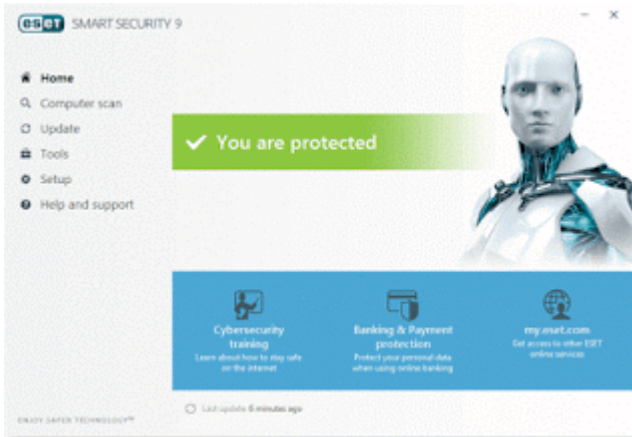 eset SMART SECURITY 9
Home
Computer scan
Update
Tools
Setup
Help and support
You are protected
Cybersecurity
training
Learn about how to stay safe
on the internet
Banking & Payment
protection
Protect your personal data
when using online banking
my.eset.com
Get access to other ESET
online services
Last update 6 minutes ago
ENJOY SAFER TECHNOLOGY™